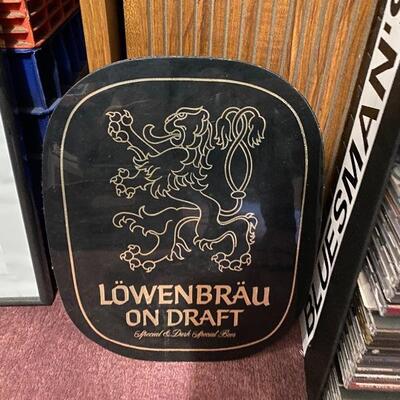 LÖWENBRÄU
ON DRAFT
Special & Dark Special Beer
BLUESMAN'S